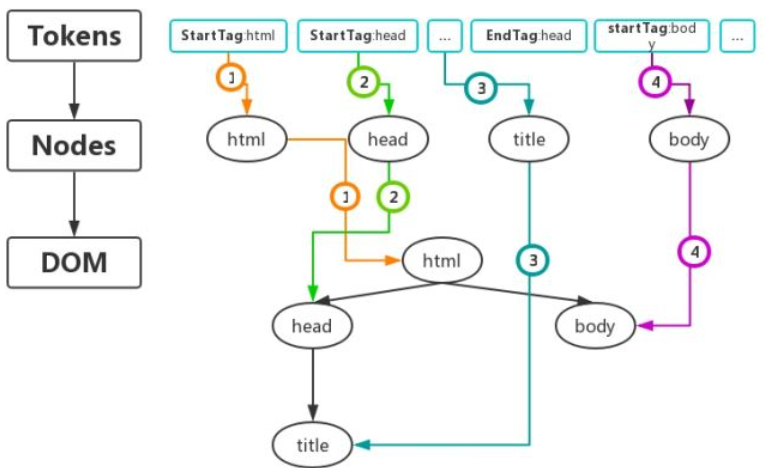 Tokens
StartTag:html
StartTag:head
...
EndTag:head
startTag:bod
y
...
1
2
3
4
Nodes
html
head
title
body
1
2
3
4
DOM
html
head
body
title